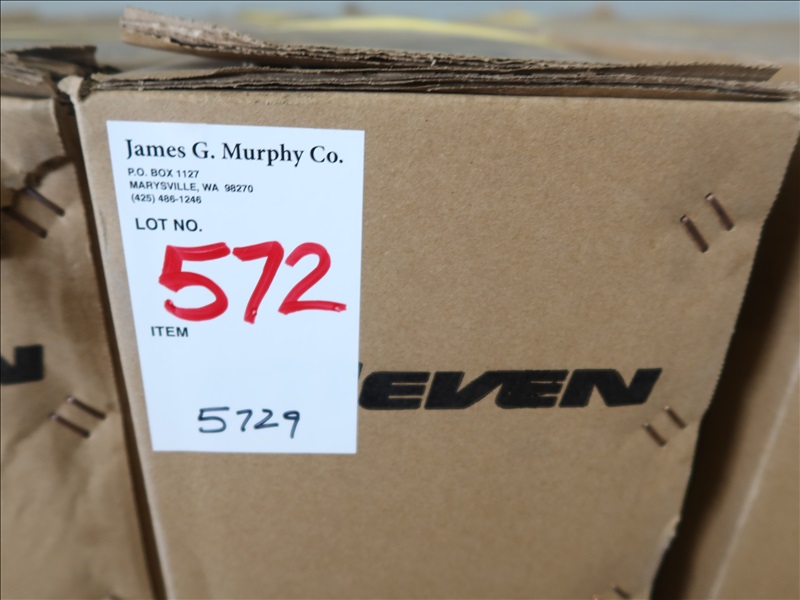 James G. Murphy Co.
P.O. BOX 1127
MARYSVILLE, WA 98270
(425) 486-1246
LOT NO.
572
ITEM
5729
EVEN
N